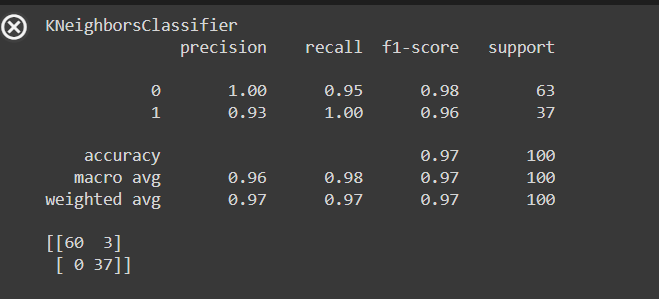 KNeighborsClassifier
precision recall f1-score support
0 1.00 0.95 0.98 63
1 0.93 1.00 0.96 37
accuracy 0.97 100
macro avg 0.96 0.98 0.97 100
weighted avg 0.97 0.97 0.97 100
[[60 3]
[ 0 37]]